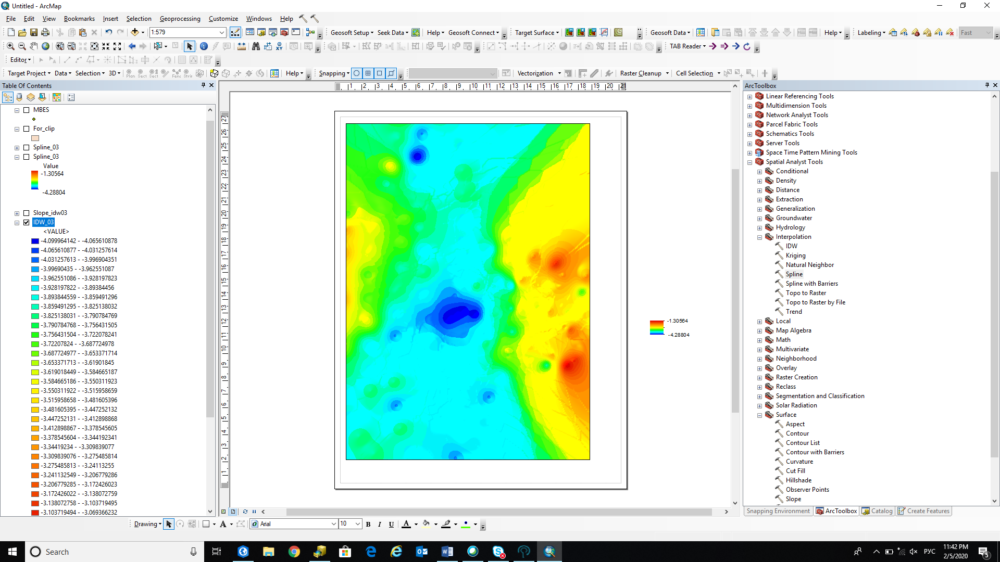 Untitled - ArcMap
File Edit View Bookmarks Insert Selection Geoprocessing Customize Windows Help
1:579 Geosoft Setup Seek Data Help Geosoft Connect Target Surface Geosoft Data Help Labeling Fast
TAB Reader
Editor
Target Project Data Selection 3D Help Snapping Vectorization Raster Cleanup Cell Selection
Table Of Contents
MBES
For_clip
Spline_03
Spline_03
Value
-1.30564
-4.28804
Slope_idw03
IDW_03
<VALUE>
-4.099964142 - -4.065610878
-4.065610877 - -4.031257614
-4.031257613 - -3.996904351
-3.99690435 - -3.962551087
-3.962551086 - -3.928197823
-3.928197822 - -3.89384456
-3.893844559 - -3.859491296
-3.859491295 - -3.825138032
-3.825138031 - -3.790784769
-3.790784768 - -3.756431505
-3.756431504 - -3.722078241
-3.72207824 - -3.687724978
-3.687724977 - -3.653371714
-3.653371713 - -3.61901845
-3.619018449 - -3.584665187
-3.584665186 - -3.550311923
-3.550311922 - -3.515958659
-3.515958658 - -3.481605396
-3.481605395 - -3.447252132
-3.447252131 - -3.412898868
-3.412898867 - -3.378545605
-3.378545604 - -3.344192341
-3.34419234 - -3.309839077
-3.309839076 - -3.275485814
-3.275485813 - -3.24113255
-3.241132549 - -3.206779286
-3.206779285 - -3.172426023
-3.172426022 - -3.138072759
-3.138072758 - -3.103719495
-3.103719494 - -3.069366232
1 2 3 4 5 6 7 8 9 10 11 12 13 14 15 16 17 18 19 20 21
27
26
25
24
23
22
21
20
19
18
17
16
15
14
13
12
11
10
9
8
7
6
5
4
3
2
1
-1.30564
-4.28804
ArcToolbox
Linear Referencing Tools
Multidimension Tools
Network Analyst Tools
Parcel Fabric Tools
Schematics Tools
Server Tools
Space Time Pattern Mining Tools
Spatial Analyst Tools
Conditional
Density
Distance
Extraction
Generalization
Groundwater
Hydrology
Interpolation
IDW
Kriging
Natural Neighbor
Spline
Spline with Barriers
Topo to Raster
Topo to Raster by File
Trend
Local
Map Algebra
Math
Multivariate
Neighborhood
Overlay
Raster Creation
Reclass
Segmentation and Classification
Solar Radiation
Surface
Aspect
Contour
Contour List
Contour with Barriers
Curvature
Cut Fill
Hillshade
Observer Points
Slope
Snapping Environment ArcToolbox Catalog Create Features
Drawing A Arial 10 B I U A
Search РУС 11:42 PM
2/5/2020 5